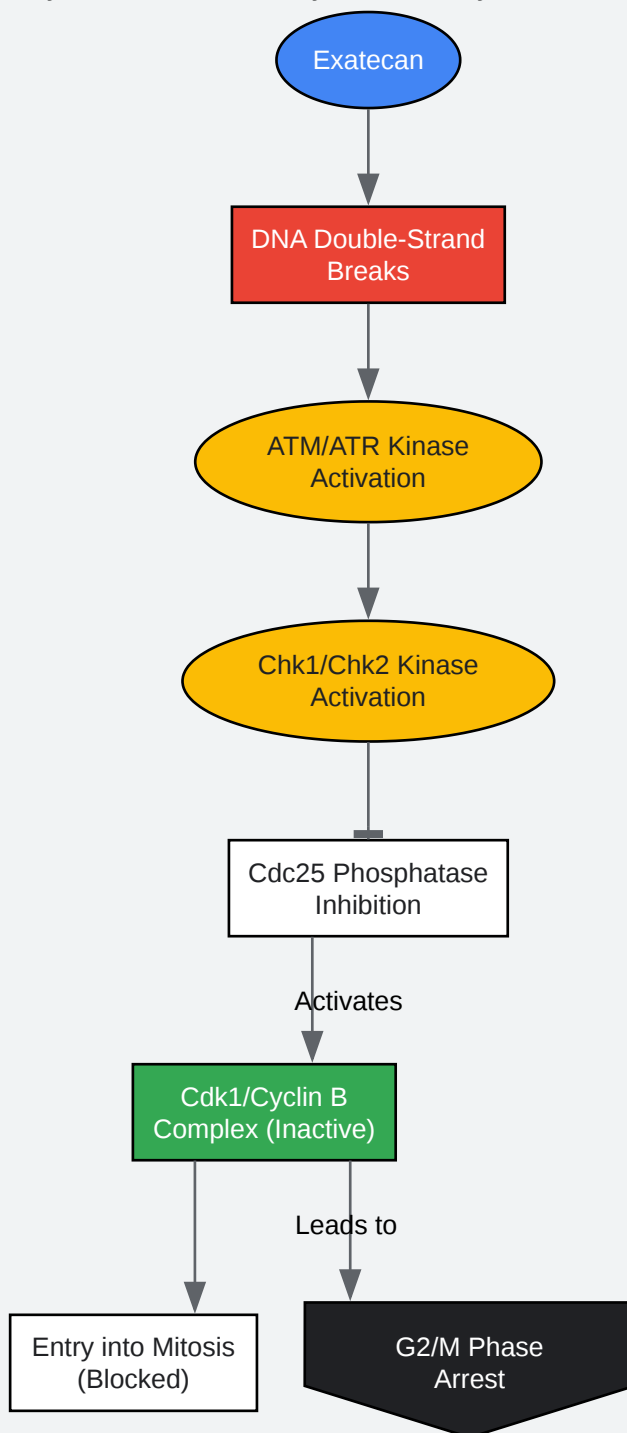 Exatecan
DNA Double-Strand
Breaks
ATM/ATR Kinase
Activation
Chk1/Chk2 Kinase
Activation
Cdc25 Phosphatase
Inhibition
Activates
Cdk1/Cyclin B
Complex (Inactive)
Leads to
Entry into Mitosis
(Blocked)
G2/M Phase
Arrest